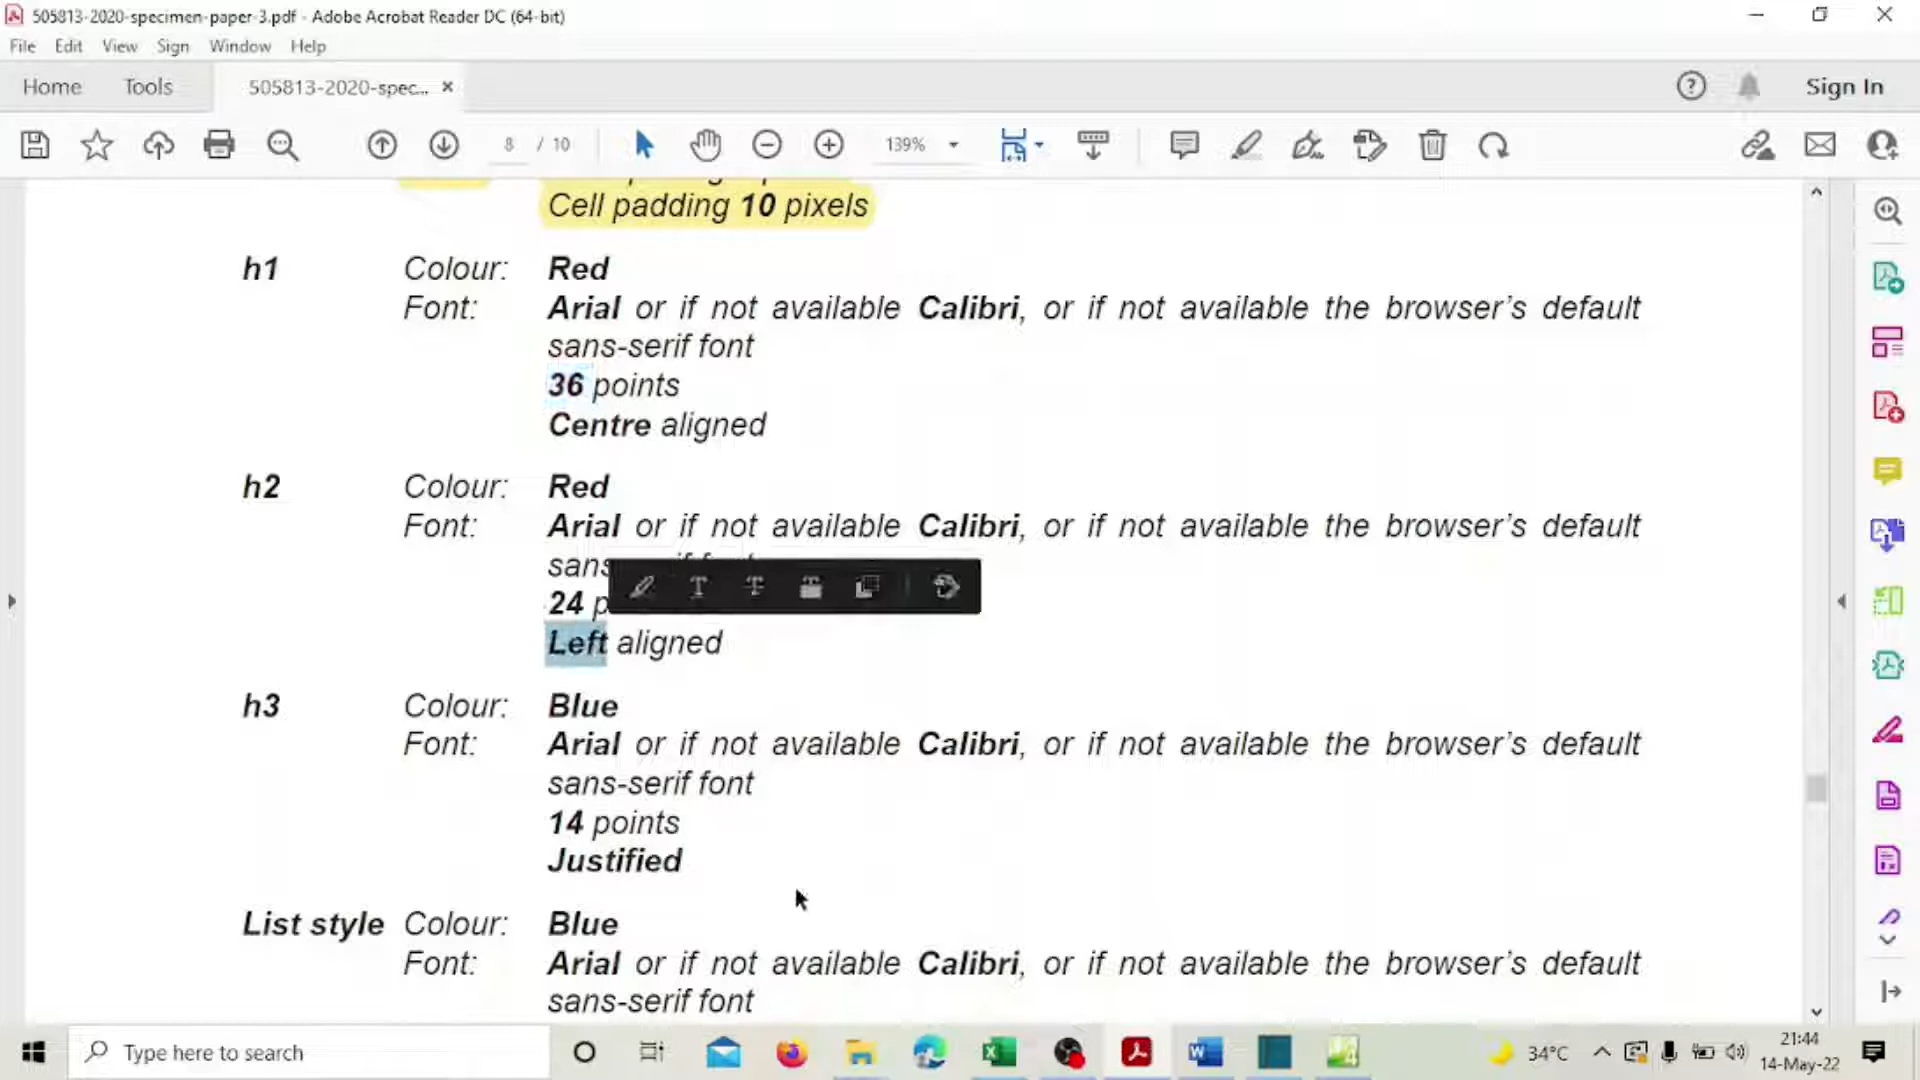 505813-2020-specimen-paper-3.pdf - Adobe Acrobat Reader DC (64-bit)
File Edit View Sign Window Help
Home Tools 505813-2020-spec... × Sign In
8 / 10 139%
Cell padding 10 pixels
h1 Colour: Red
Font: Arial or if not available Calibri, or if not available the browser's default
sans-serif font
36 points
Centre aligned
h2 Colour: Red
Font: Arial or if not available Calibri, or if not available the browser's default
24
Left aligned
h3 Colour: Blue
Font: Arial or if not available Calibri, or if not available the browser's default
sans-serif font
14 points
Justified
List style Colour: Blue
Font: Arial or if not available Calibri, or if not available the browser's default
sans-serif font
Type here to search
34°C
21:44
14-May-22